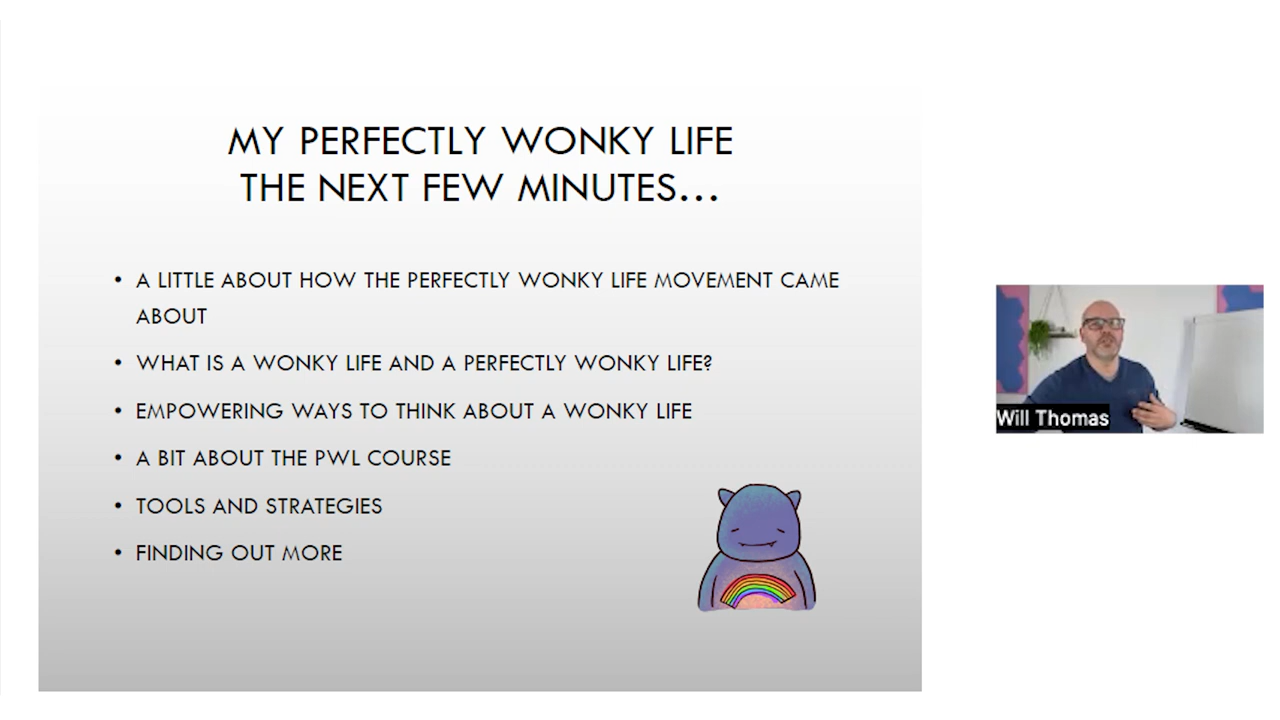 MY PERFECTLY WONKY LIFE
THE NEXT FEW MINUTES...
• A LITTLE ABOUT HOW THE PERFECTLY WONKY LIFE MOVEMENT CAME
ABOUT
• WHAT IS A WONKY LIFE AND A PERFECTLY WONKY LIFE?
• EMPOWERING WAYS TO THINK ABOUT A WONKY LIFE
• A BIT ABOUT THE PWL COURSE
• TOOLS AND STRATEGIES
• FINDING OUT MORE
Will Thomas